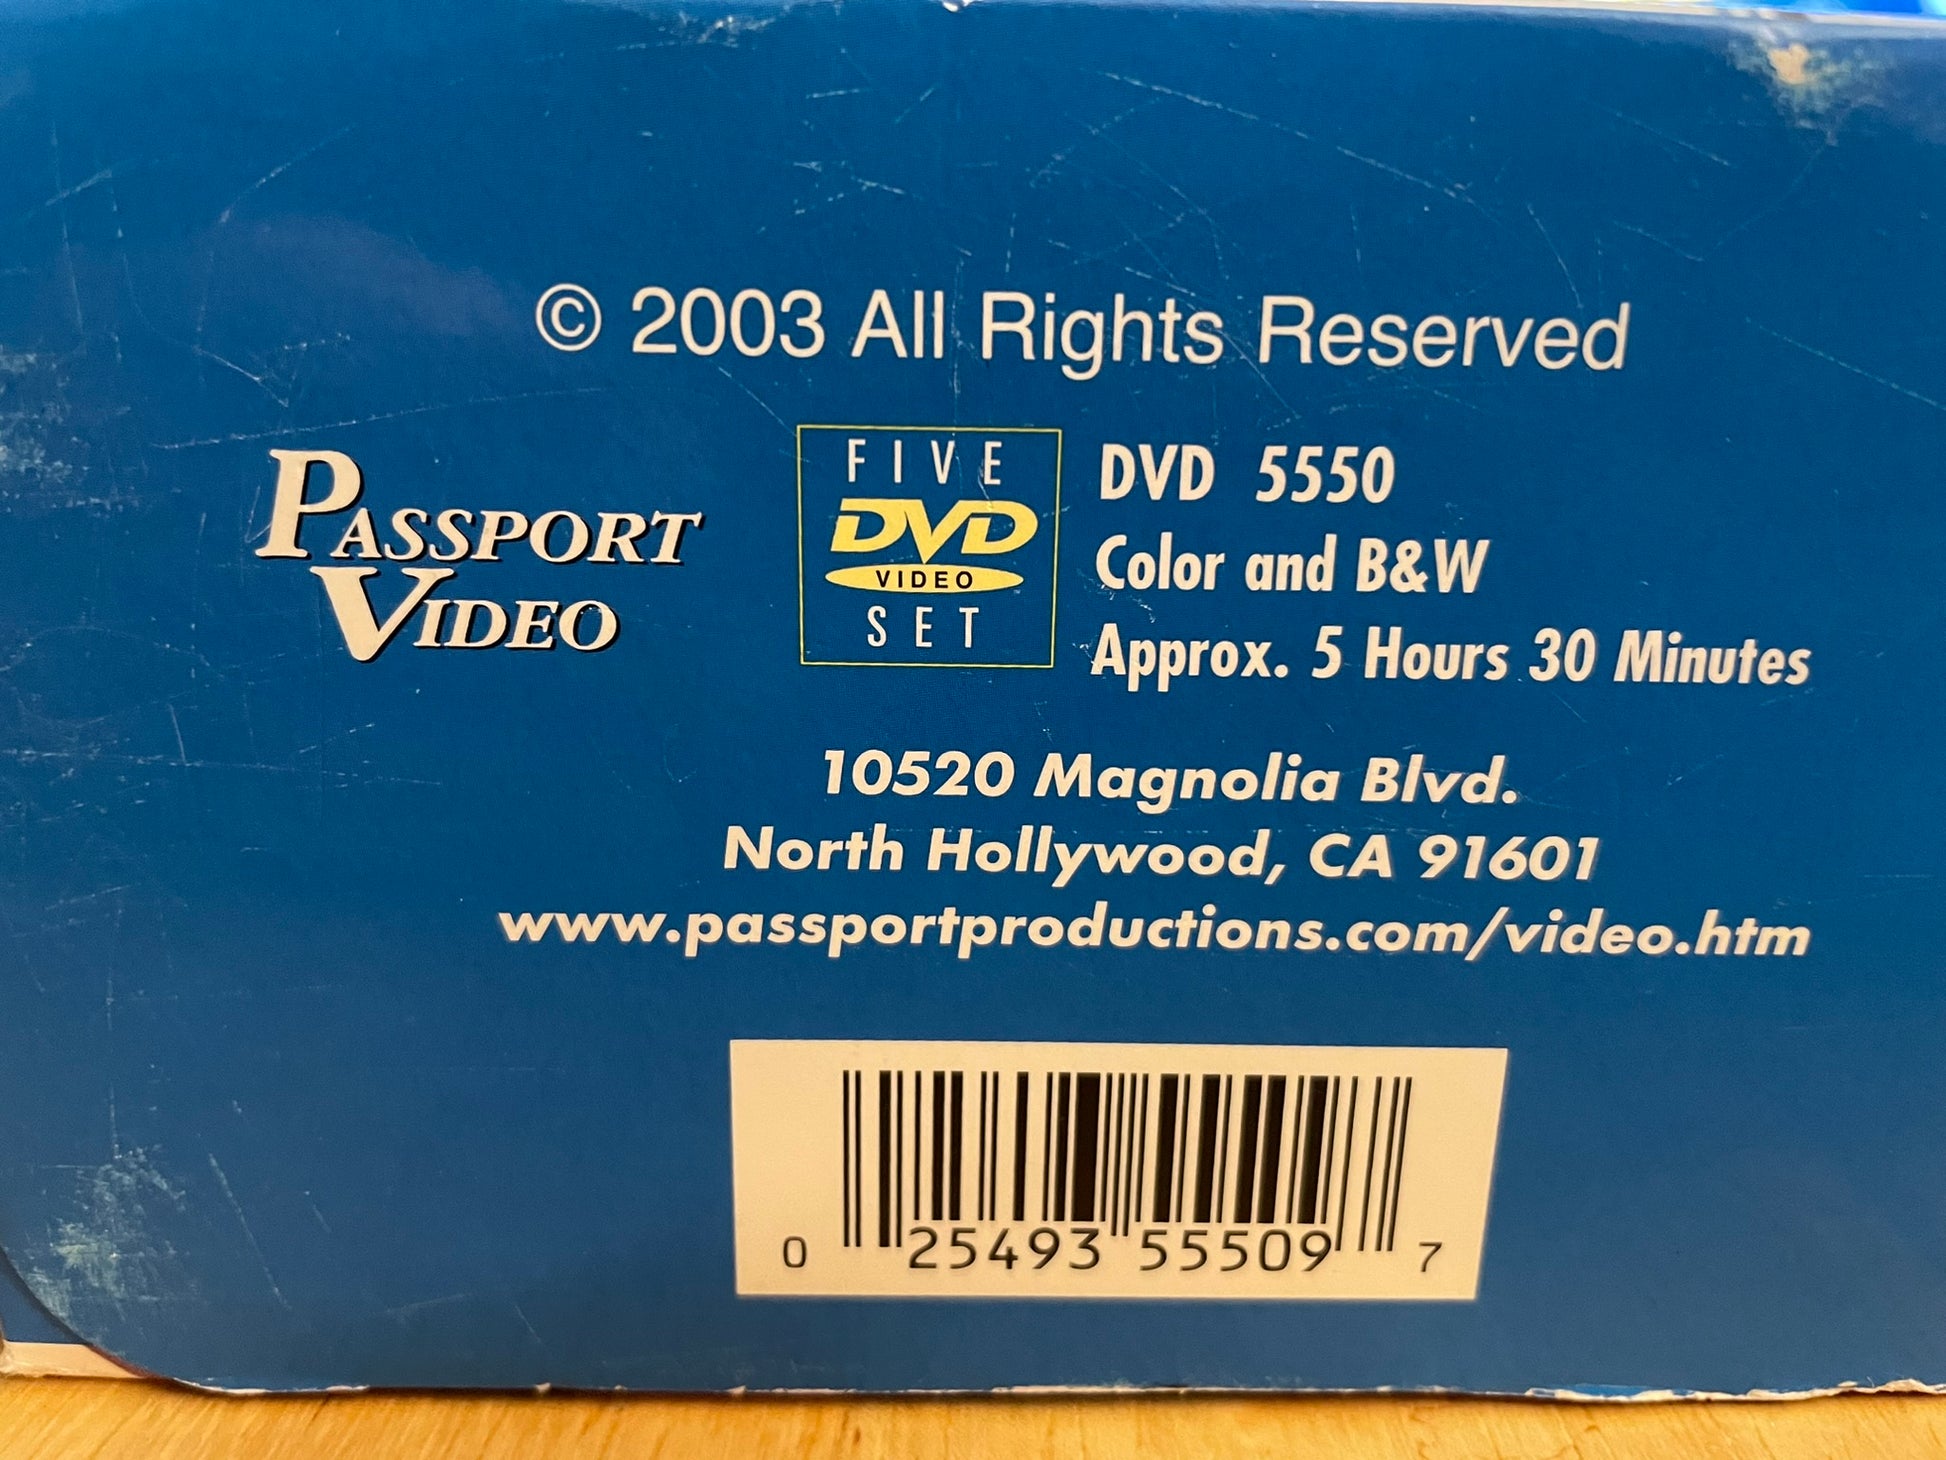 © 2003 All Rights Reserved
PASSPORT
VIDEO
FIVE
DVD
VIDEO
SET
DVD 5550
Color and B&W
Approx. 5 Hours 30 Minutes
10520 Magnolia Blvd.
North Hollywood, CA 91601
www.passportproductions.com/video.htm
0 25493 55509 7